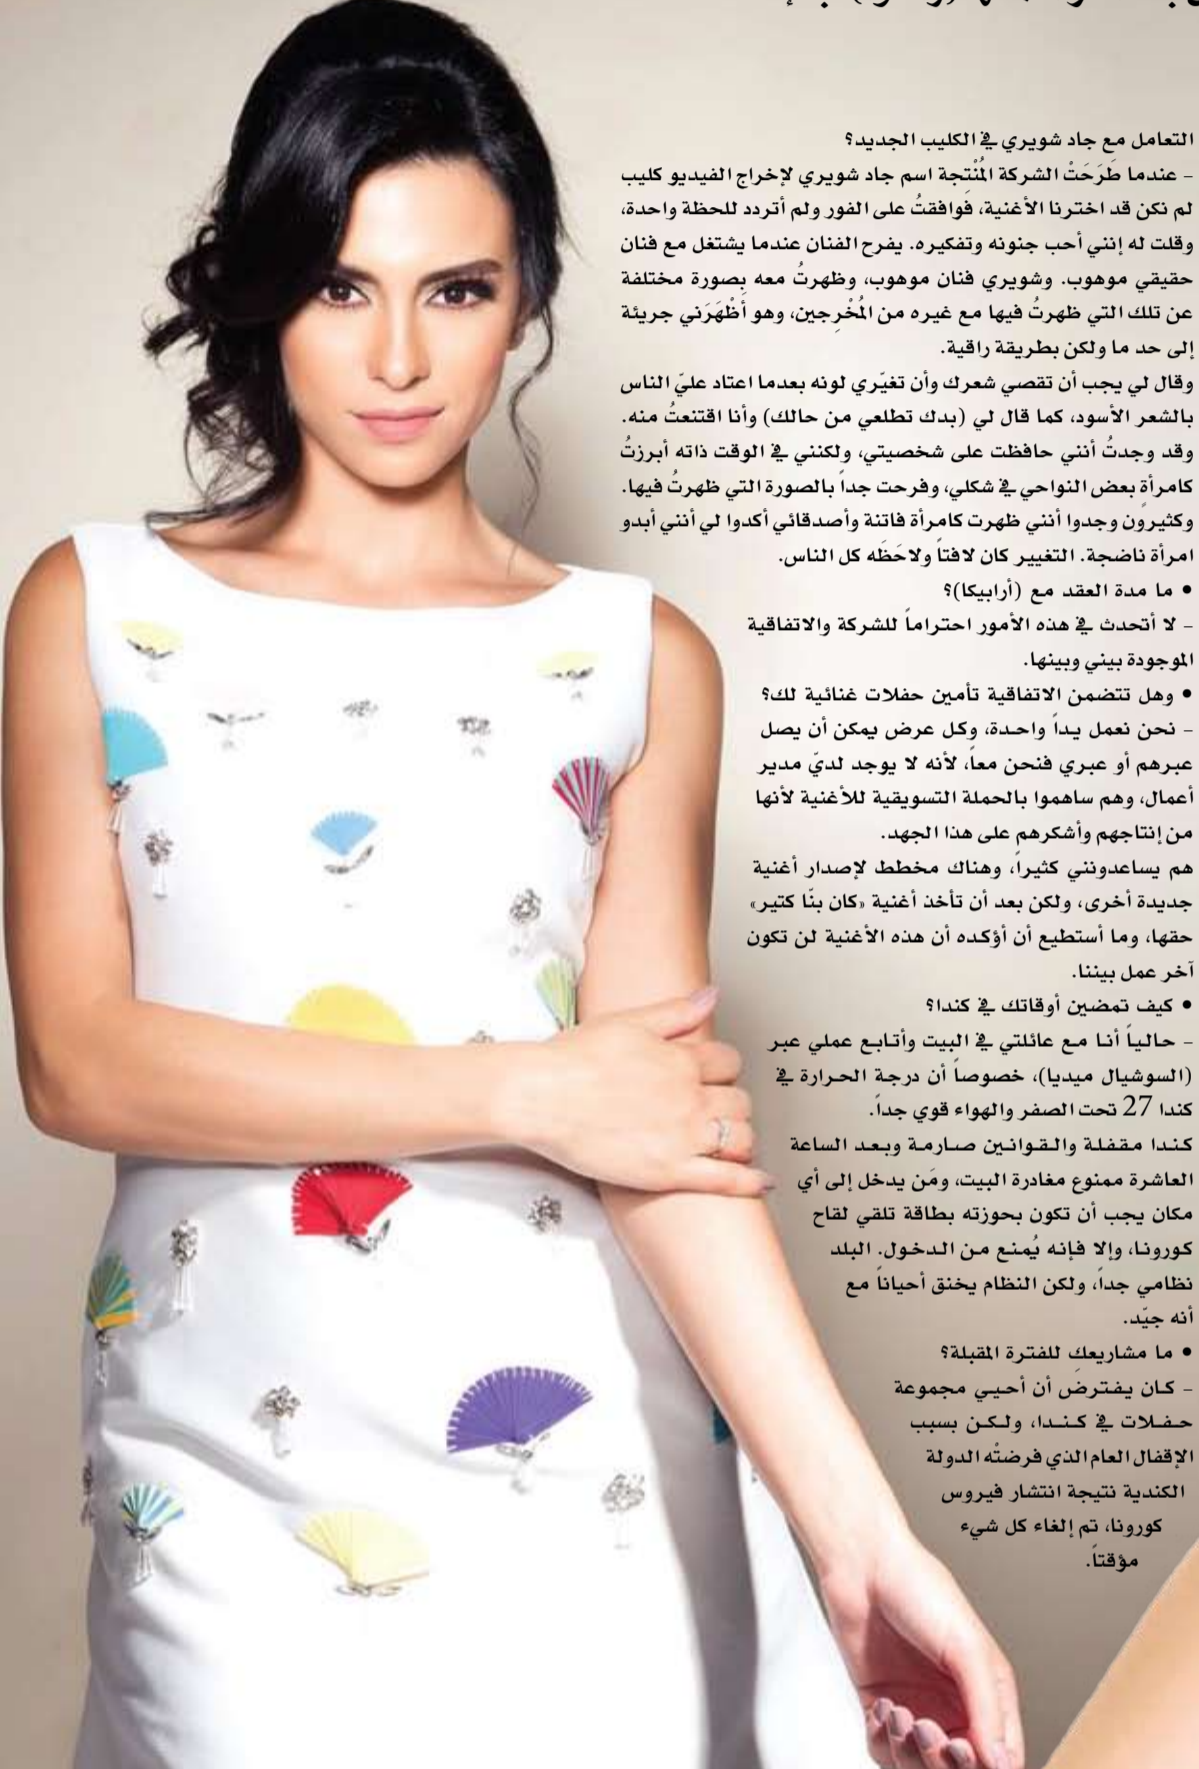 التعامل مع جاد شويري في الكليب الجديد؟
- عندما طَرَحَتْ الشركة المُنْتجة اسم جاد شويري لإخراج الفيديو كليب
لم نكن قد اخترنا الأغنية، فوافقتُ على الفور ولم أتردد للحظة واحدة،
وقلت له إنني أحب جنونه وتفكيره. يفرح الفنان عندما يشتغل مع فنان
حقيقي موهوب. وشويري فنان موهوب، وظهرتُ معه بصورة مختلفة
عن تلك التي ظهرتُ فيها مع غيره من المُخْرِجين، وهو أظْهَرَني جريئة
إلى حد ما ولكن بطريقة راقية.
وقال لي يجب أن تقصي شعرك وأن تغيّري لونه بعدما اعتاد عليّ الناس
بالشعر الأسود، كما قال لي (بدك تطلعي من حالك) وأنا اقتنعتُ منه.
وقد وجدتُ أنني حافظت على شخصيتي، ولكنني في الوقت ذاته أبرزتُ
كامرأةٍ بعض النواحي في شكلي، وفرحت جداً بالصورة التي ظهرتُ فيها.
وكثيرون وجدوا أنني ظهرت كامرأة فاتنة وأصدقائي أكدوا لي أنني أبدو
امرأة ناضجة. التغيير كان لافتاً ولاحَظَه كل الناس.
• ما مدة العقد مع (أرابيكا)؟
- لا أتحدث في هذه الأمور احتراماً للشركة والاتفاقية
الموجودة بيني وبينها.
• وهل تتضمن الاتفاقية تأمين حفلات غنائية لك؟
- نحن نعمل يداً واحدة، وكل عرض يمكن أن يصل
عبرهم أو عبري فنحن معاً، لأنه لا يوجد لديّ مدير
أعمال، وهم ساهموا بالحملة التسويقية للأغنية لأنها
من إنتاجهم وأشكرهم على هذا الجهد.
هم يساعدونني كثيراً، وهناك مخطط لإصدار أغنية
جديدة أخرى، ولكن بعد أن تأخذ أغنية «كان بنّا كتير»
حقها، وما أستطيع أن أؤكده أن هذه الأغنية لن تكون
آخر عمل بيننا.
• كيف تمضين أوقاتك في كندا؟
- حالياً أنا مع عائلتي في البيت وأتابع عملي عبر
(السوشيال ميديا)، خصوصاً أن درجة الحرارة في
كندا 27 تحت الصفر والهواء قوي جداً.
كندا مقفلة والقوانين صارمة وبعد الساعة
العاشرة ممنوع مغادرة البيت، ومَن يدخل إلى أي
مكان يجب أن تكون بحوزته بطاقة تلقي لقاح
كورونا، وإلا فإنه يُمنع من الدخول. البلد
نظامي جداً، ولكن النظام يخنق أحياناً مع
أنه جيّد.
• ما مشاريعك للفترة المقبلة؟
- كان يفترض أن أحيي مجموعة
حفلات في كندا، ولكن بسبب
الإقفال العام الذي فرضتْه الدولة
الكندية نتيجة انتشار فيروس
كورونا، تم إلغاء كل شيء
مؤقتاً.